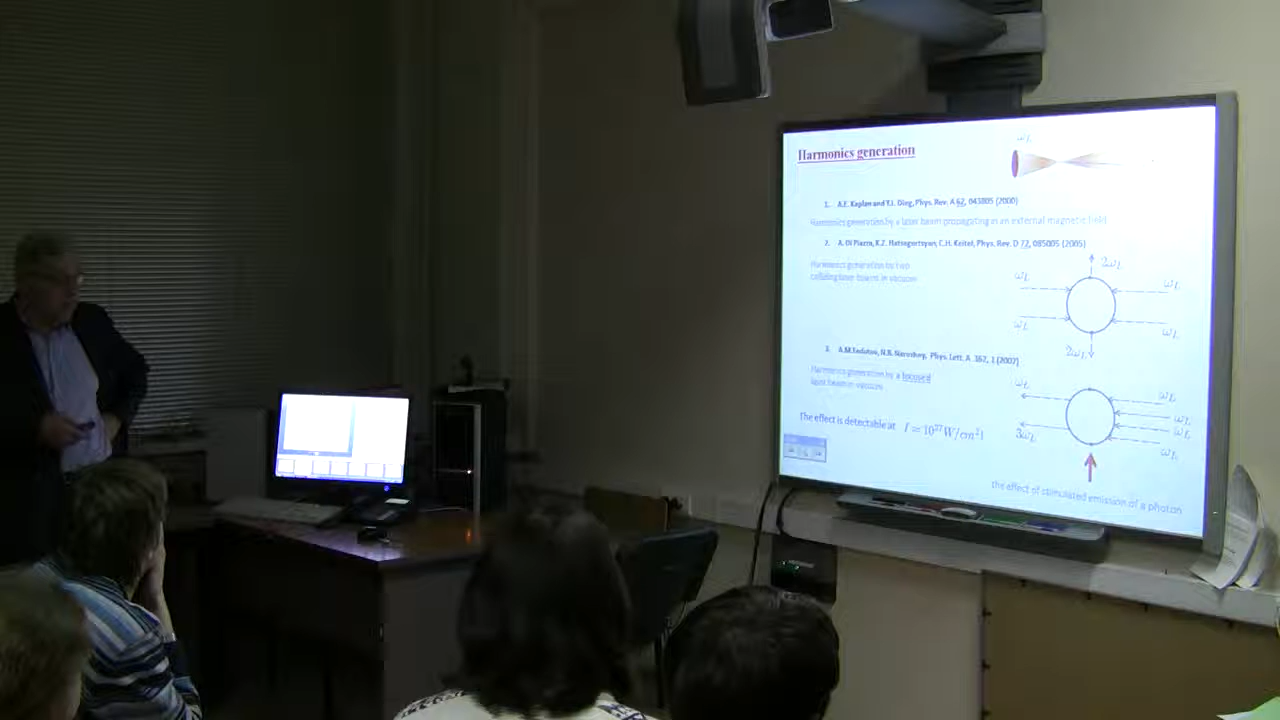 Harmonics generation
ωL
1. A.E. Kaplan and Y.J. Ding, Phys. Rev. A 62, 043805 (2000)
Harmonics generation by a laser beam propagating in an external magnetic field
2. A. Di Piazza, K.Z. Hatsagortsyan, C.H. Keitel, Phys. Rev. D 72, 085005 (2005)
Harmonics generation by two
colliding laser beams in vacuum
2ωL
ωL ωL
ωL ωL
2ωL
3. A.M. Fedotov, N.B. Narozhny, Phys. Lett. A 362, 1 (2007)
Harmonics generation by a focused
laser beam in vacuum
ωL ωL
ωL
3ωL ωL
ωL
The effect is detectable at I ≃ 10²⁷W/cm²!
the effect of stimulated emission of a photon